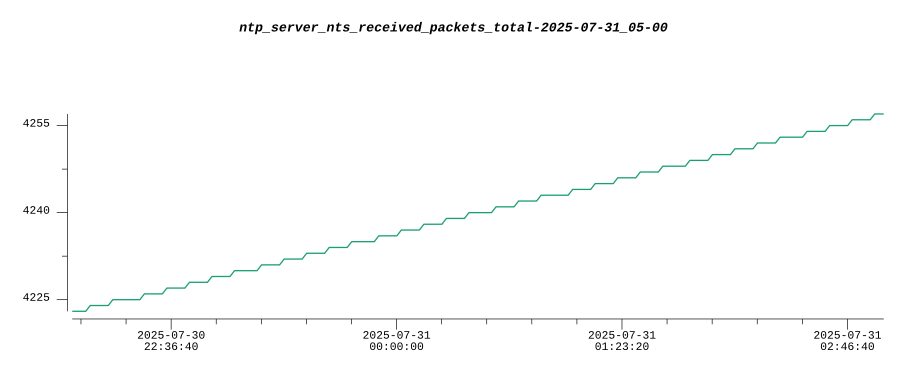 ntp_server_nts_received_packets_total-2025-07-31_05-00
4255
4240
4225
2025-07-30 2025-07-31 2025-07-31 2025-07-31
22:36:40 00:00:00 01:23:20 02:46:40